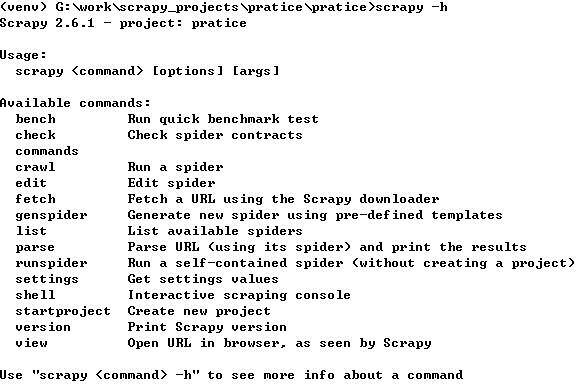 (venv) G:\work\scrapy_projects\pratice\pratice>scrapy -h
Scrapy 2.6.1 - project: pratice

Usage:
  scrapy <command> [options] [args]

Available commands:
  bench         Run quick benchmark test
  check         Check spider contracts
  commands
  crawl         Run a spider
  edit          Edit spider
  fetch         Fetch a URL using the Scrapy downloader
  genspider     Generate new spider using pre-defined templates
  list          List available spiders
  parse         Parse URL (using its spider) and print the results
  runspider     Run a self-contained spider (without creating a project)
  settings      Get settings values
  shell         Interactive scraping console
  startproject  Create new project
  version       Print Scrapy version
  view          Open URL in browser, as seen by Scrapy

Use "scrapy <command> -h" to see more info about a command